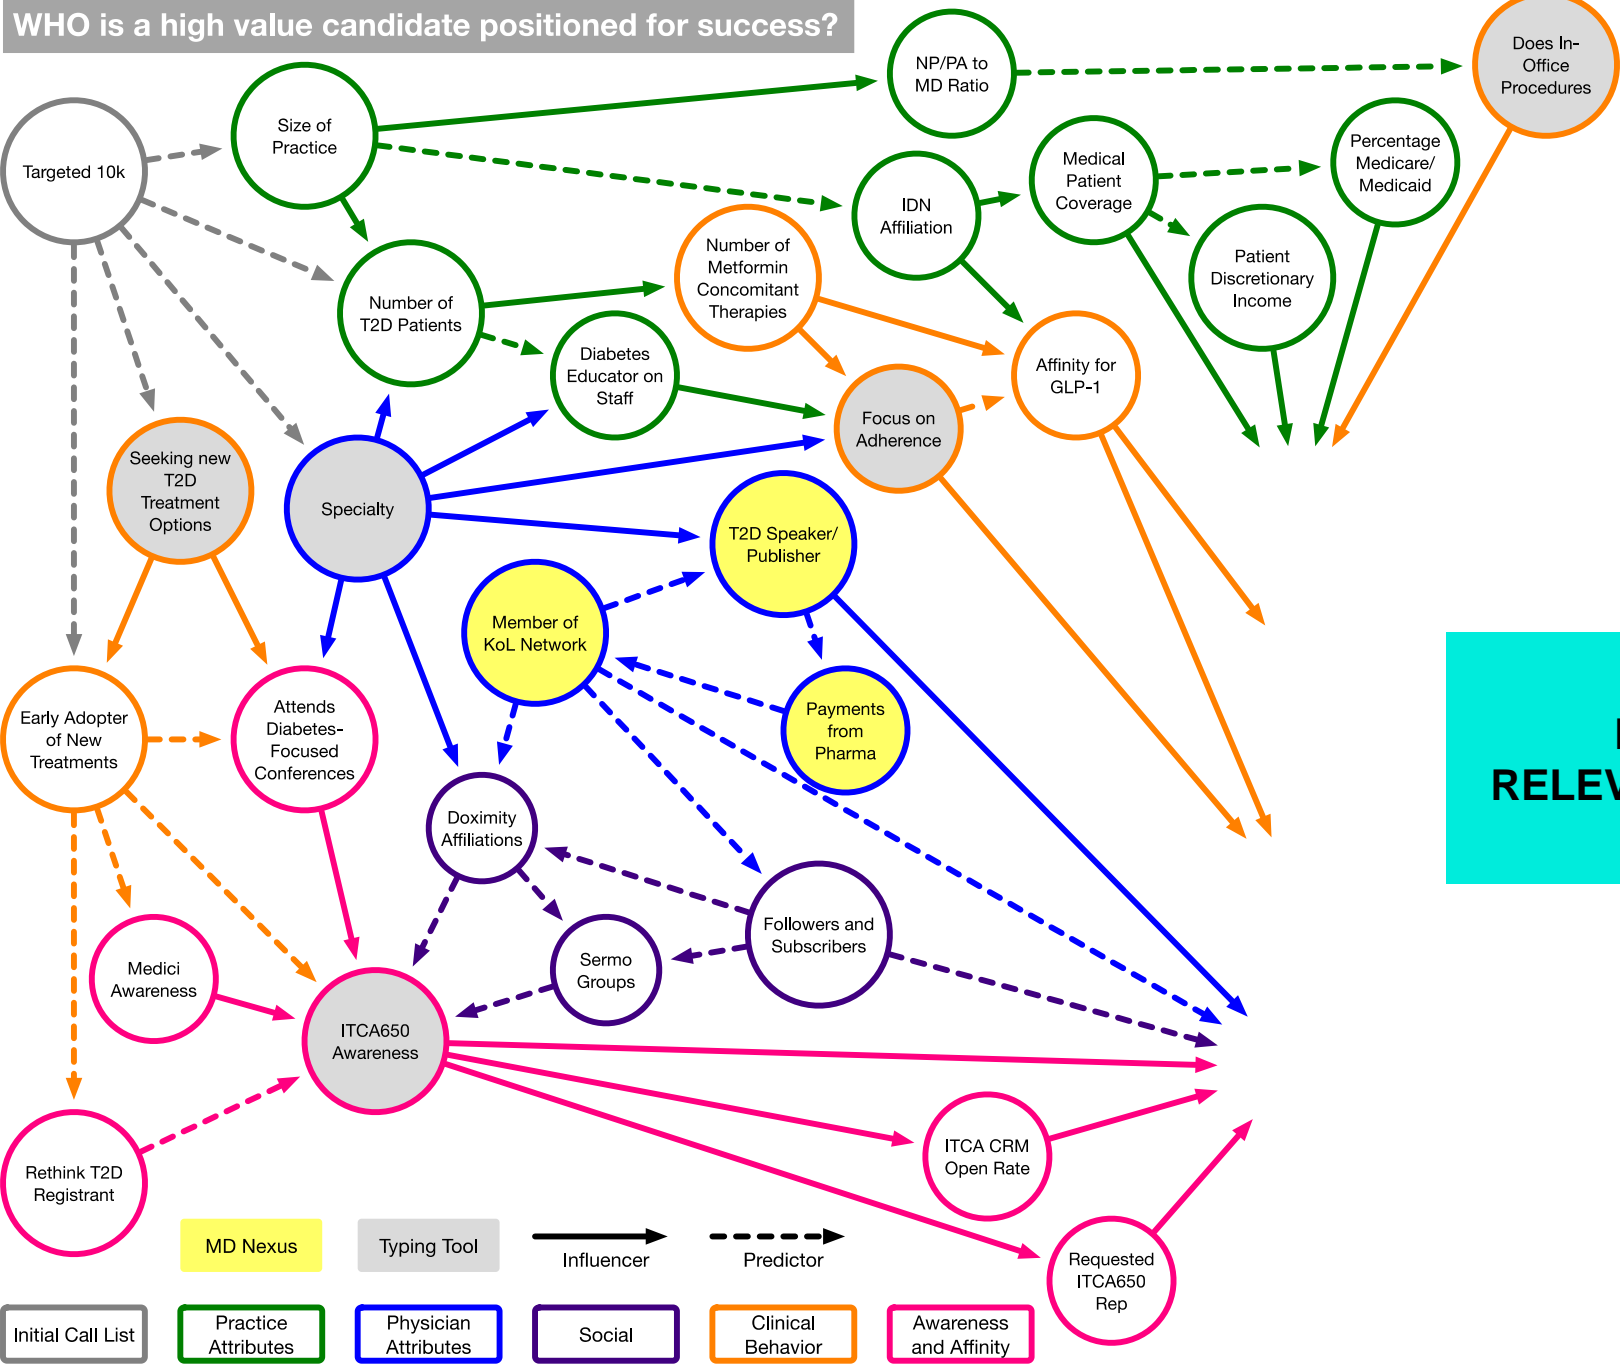 WHO is a high value candidate positioned for success?
NP/PA to
MD Ratio
Does In-
Office
Procedures
Size of
Practice
Targeted 10k
Medical
Patient
Coverage
Percentage
Medicare/
Medicaid
IDN
Affiliation
Number of
Metformin
Concomitant
Therapies
Patient
Discretionary
Income
Number of
T2D Patients
Diabetes
Educator on
Staff
Affinity for
GLP-1
Focus on
Adherence
Seeking new
T2D
Treatment
Options
Specialty
T2D Speaker/
Publisher
Member of
KoL Network
Early Adopter
of New
Treatments
Attends
Diabetes-
Focused
Conferences
Payments
from
Pharma
RELEV
Doximity
Affiliations
Followers and
Subscribers
Medici
Awareness
Sermo
Groups
ITCA650
Awareness
ITCA CRM
Open Rate
Rethink T2D
Registrant
Requested
ITCA650
Rep
MD Nexus
Typing Tool
Influencer
Predictor
Initial Call List
Practice
Attributes
Physician
Attributes
Social
Clinical
Behavior
Awareness
and Affinity